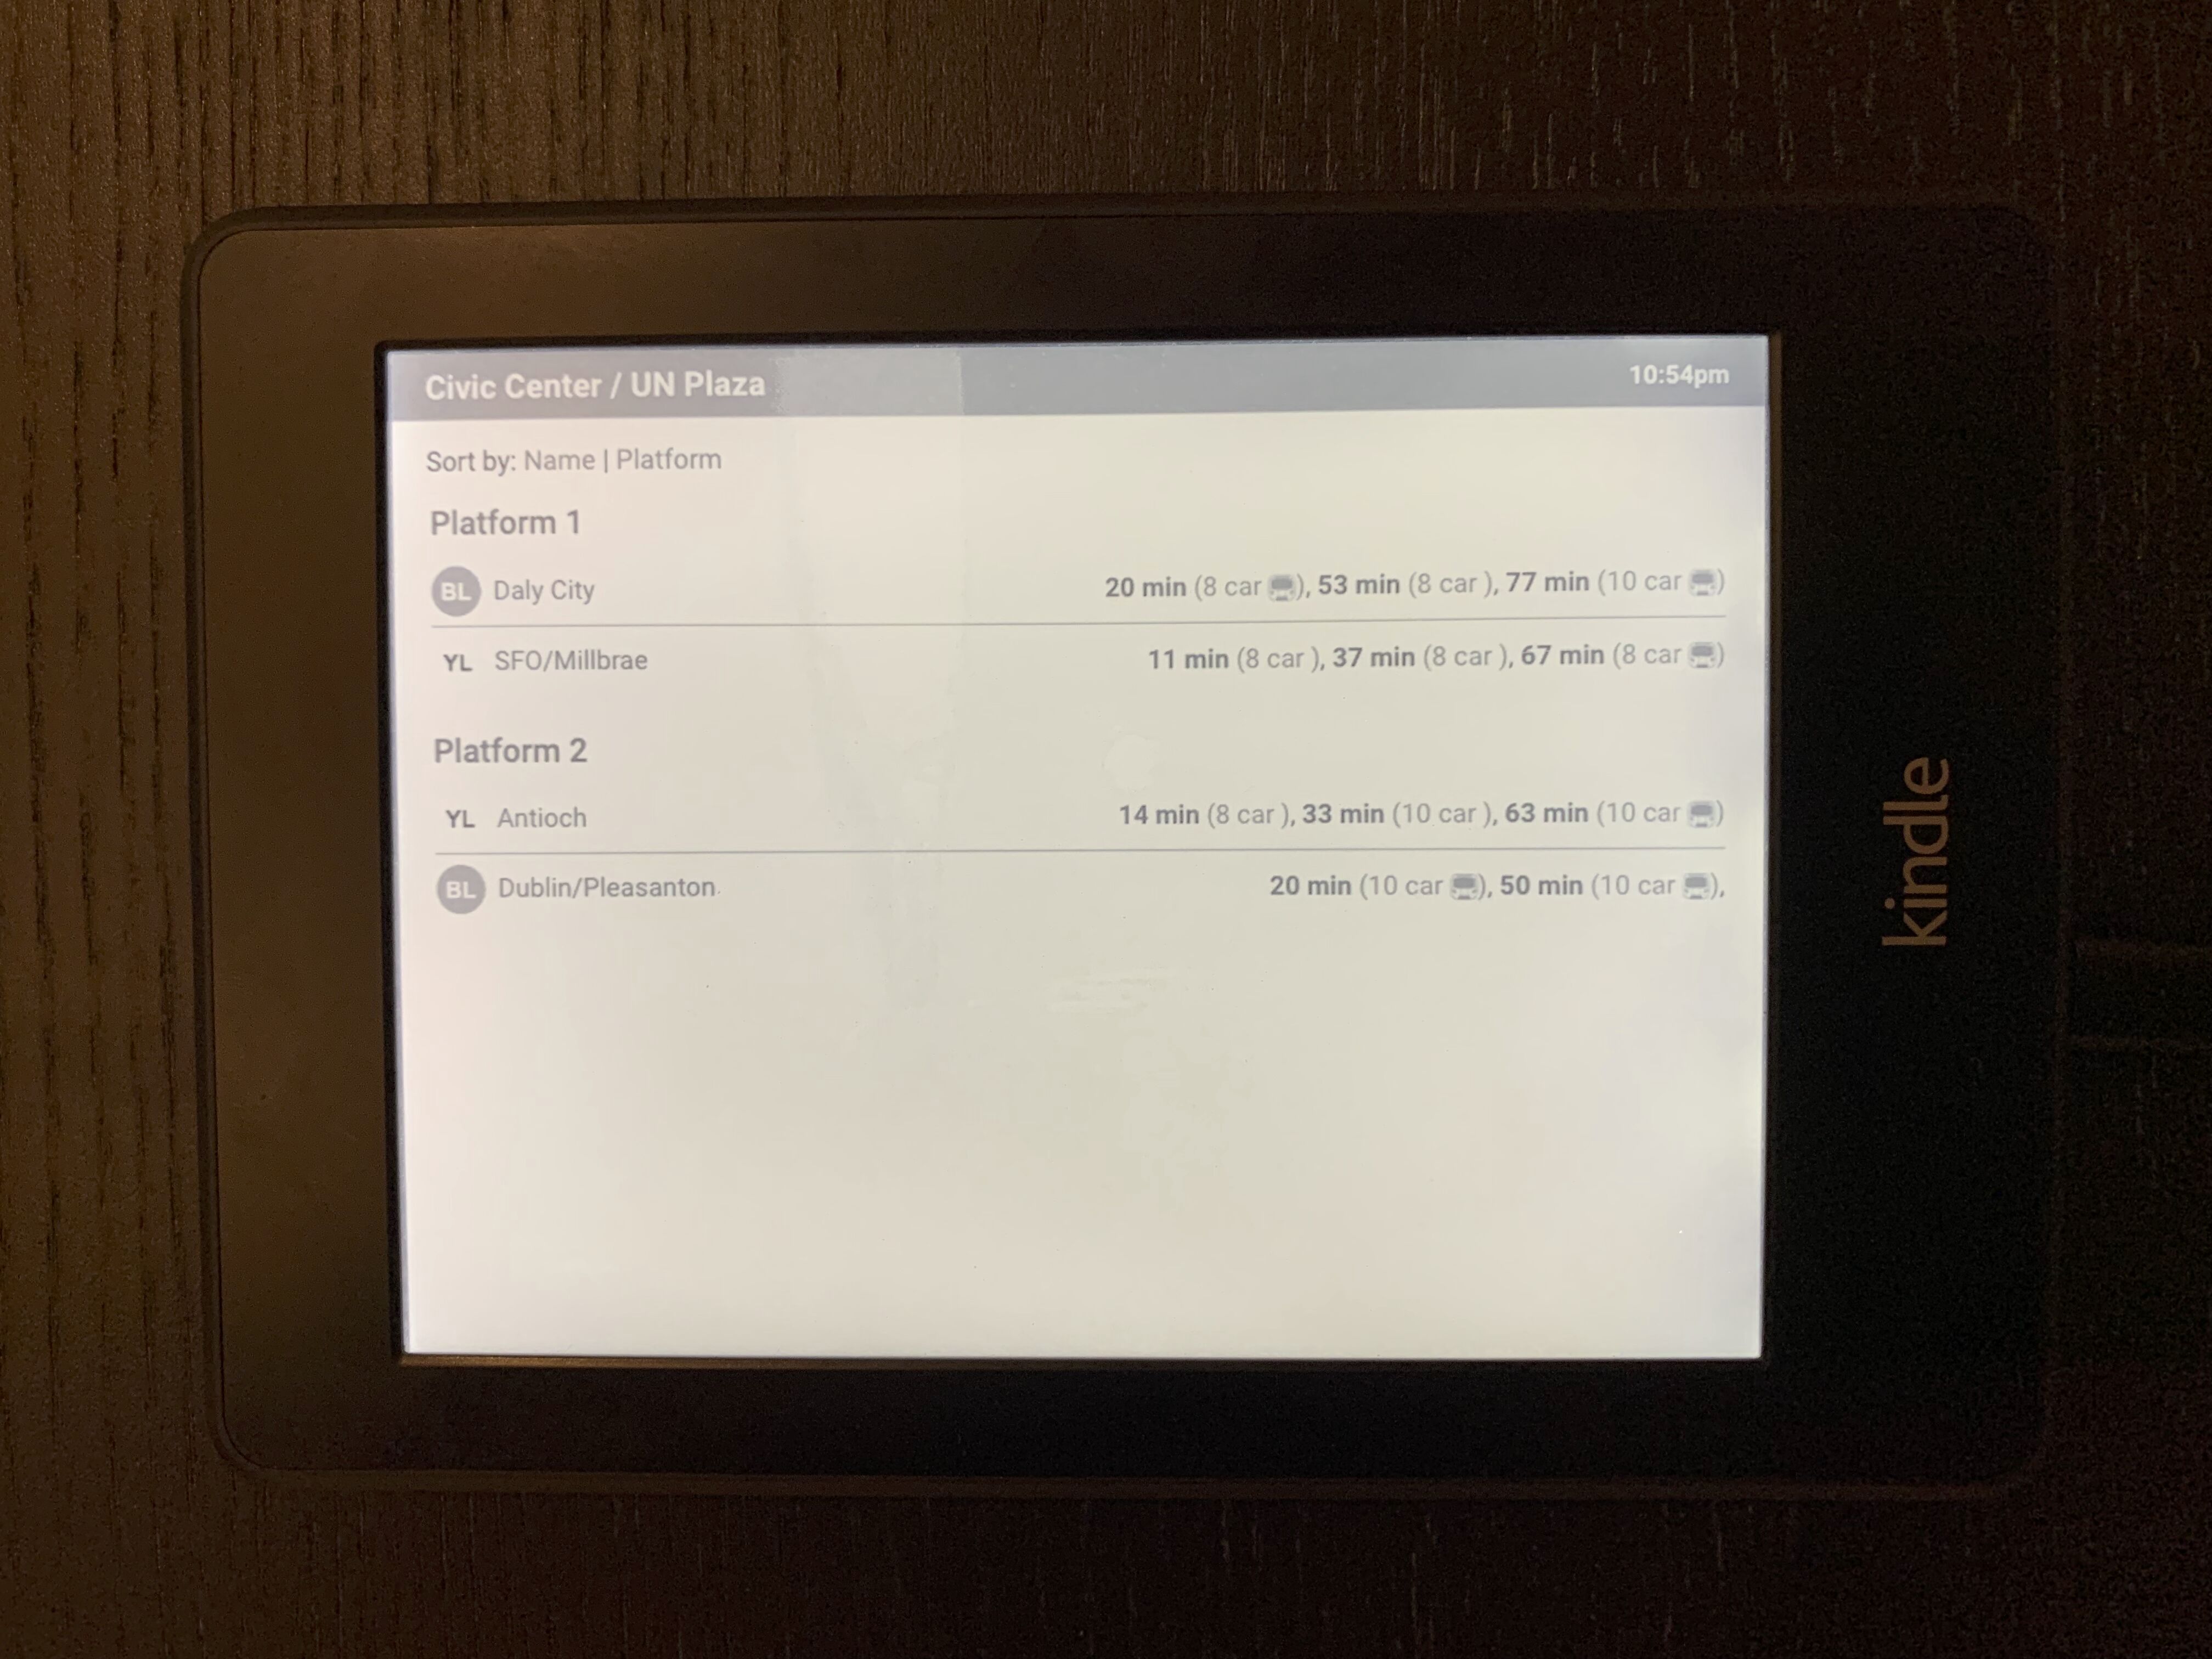 Civic Center / UN Plaza 10:54pm
Sort by: Name | Platform
Platform 1
BL Daly City 20 min (8 car 🚍), 53 min (8 car ), 77 min (10 car 🚍)
YL SFO/Millbrae 11 min (8 car ), 37 min (8 car ), 67 min (8 car 🚍)
Platform 2
YL Antioch 14 min (8 car ), 33 min (10 car ), 63 min (10 car 🚍)
BL Dublin/Pleasanton 20 min (10 car 🚍), 50 min (10 car 🚍),
kindle